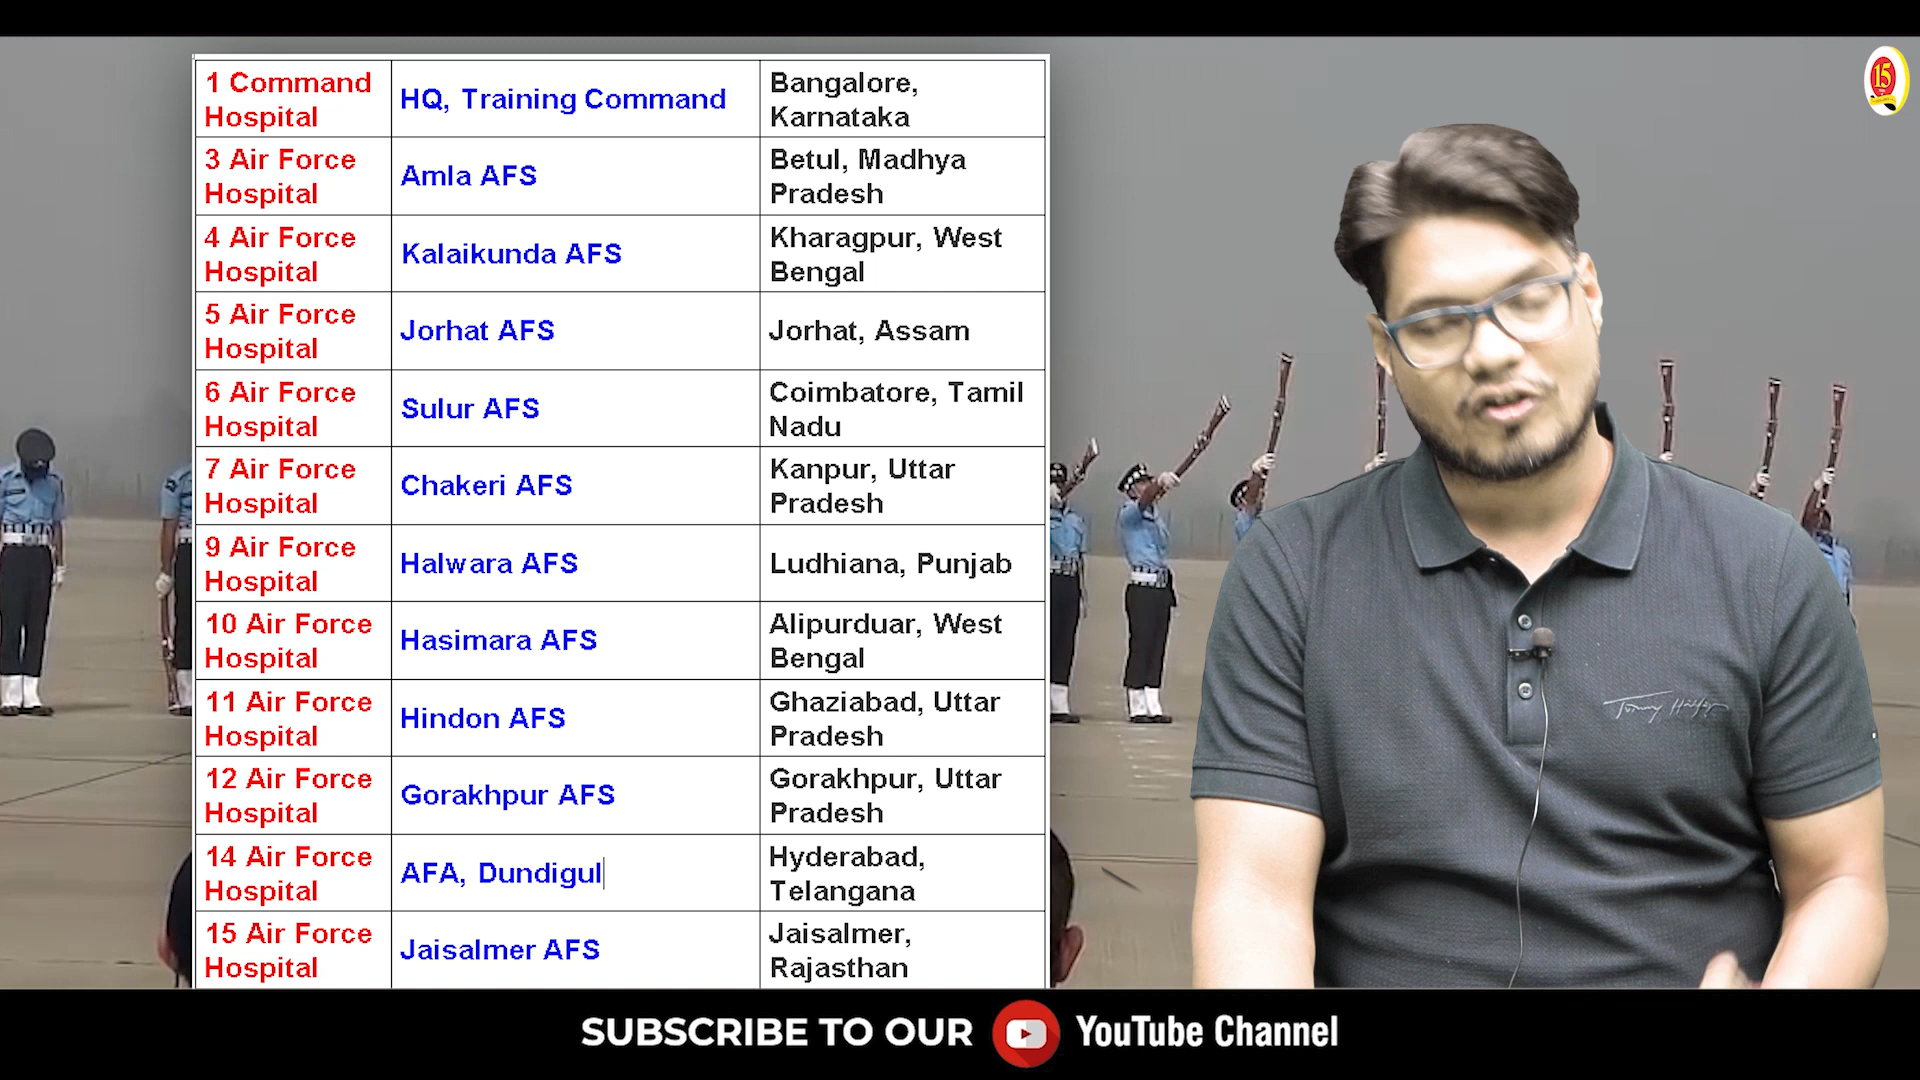 1 Command
Hospital
HQ, Training Command
Bangalore,
Karnataka
3 Air Force
Hospital
Amla AFS
Betul, Madhya
Pradesh
4 Air Force
Hospital
Kalaikunda AFS
Kharagpur, West
Bengal
5 Air Force
Hospital
Jorhat AFS
Jorhat, Assam
6 Air Force
Hospital
Sulur AFS
Coimbatore, Tamil
Nadu
7 Air Force
Hospital
Chakeri AFS
Kanpur, Uttar
Pradesh
9 Air Force
Hospital
Halwara AFS
Ludhiana, Punjab
10 Air Force
Hospital
Hasimara AFS
Alipurduar, West
Bengal
11 Air Force
Hospital
Hindon AFS
Ghaziabad, Uttar
Pradesh
12 Air Force
Hospital
Gorakhpur AFS
Gorakhpur, Uttar
Pradesh
14 Air Force
Hospital
AFA, Dundigul
Hyderabad,
Telangana
15 Air Force
Hospital
Jaisalmer AFS
Jaisalmer,
Rajasthan
15
Tommy Hilfiger
SUBSCRIBE TO OUR YouTube Channel